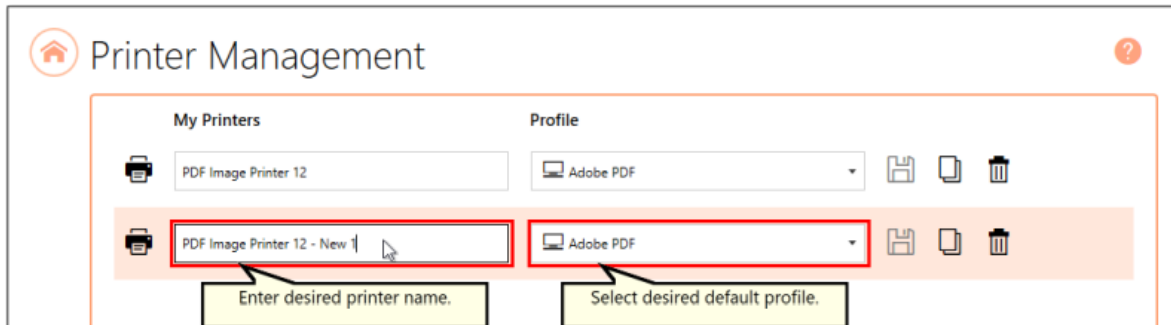 Printer Management
?
My Printers Profile
PDF Image Printer 12 Adobe PDF
PDF Image Printer 12 - New 1 Adobe PDF
Enter desired printer name. Select desired default profile.